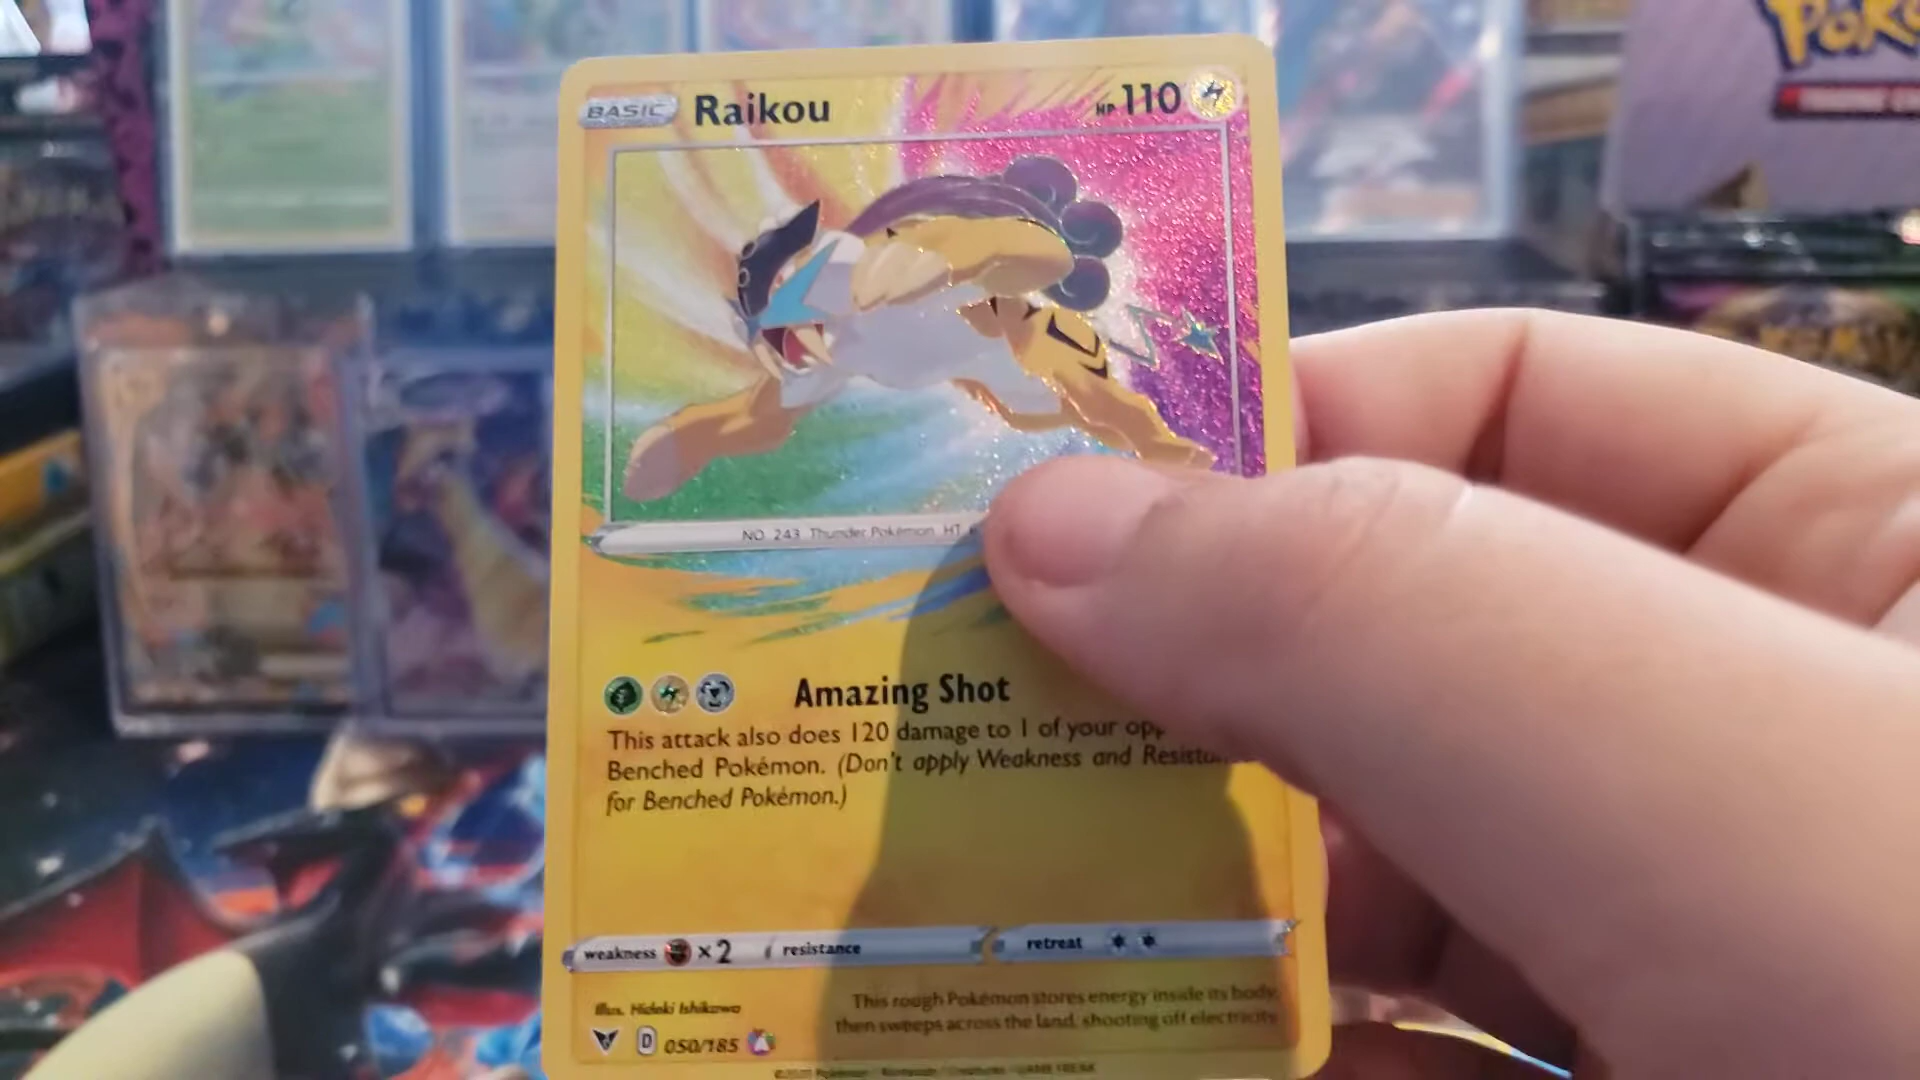 BASIC Raikou HP 110
NO. 243 Thunder Pokémon HT
Amazing Shot
This attack also does 120 damage to 1 of your
Benched Pokémon. (Don't apply Weakness and
for Benched Pokémon.)
weakness ×2 resistance retreat
Illus. Hideki Ishikawa
This rough Pokémon stores energy inside its body,
then sweeps across the land, shooting off electricity.
D 050/185